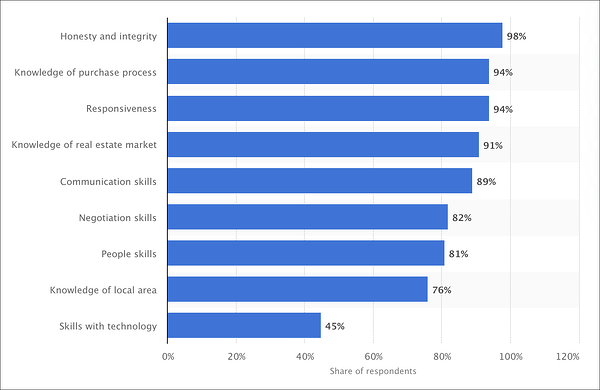 Honesty and integrity 98%
Knowledge of purchase process 94%
Responsiveness 94%
Knowledge of real estate market 91%
Communication skills 89%
Negotiation skills 82%
People skills 81%
Knowledge of local area 76%
Skills with technology 45%
0% 20% 40% 60% 80% 100% 120%
Share of respondents